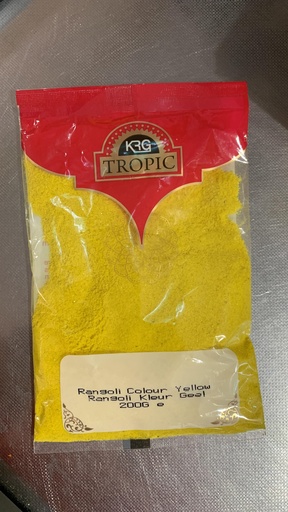 KRG
TROPIC
Rangoli Colour Yellow
Rangoli Kleur Geel
200G e